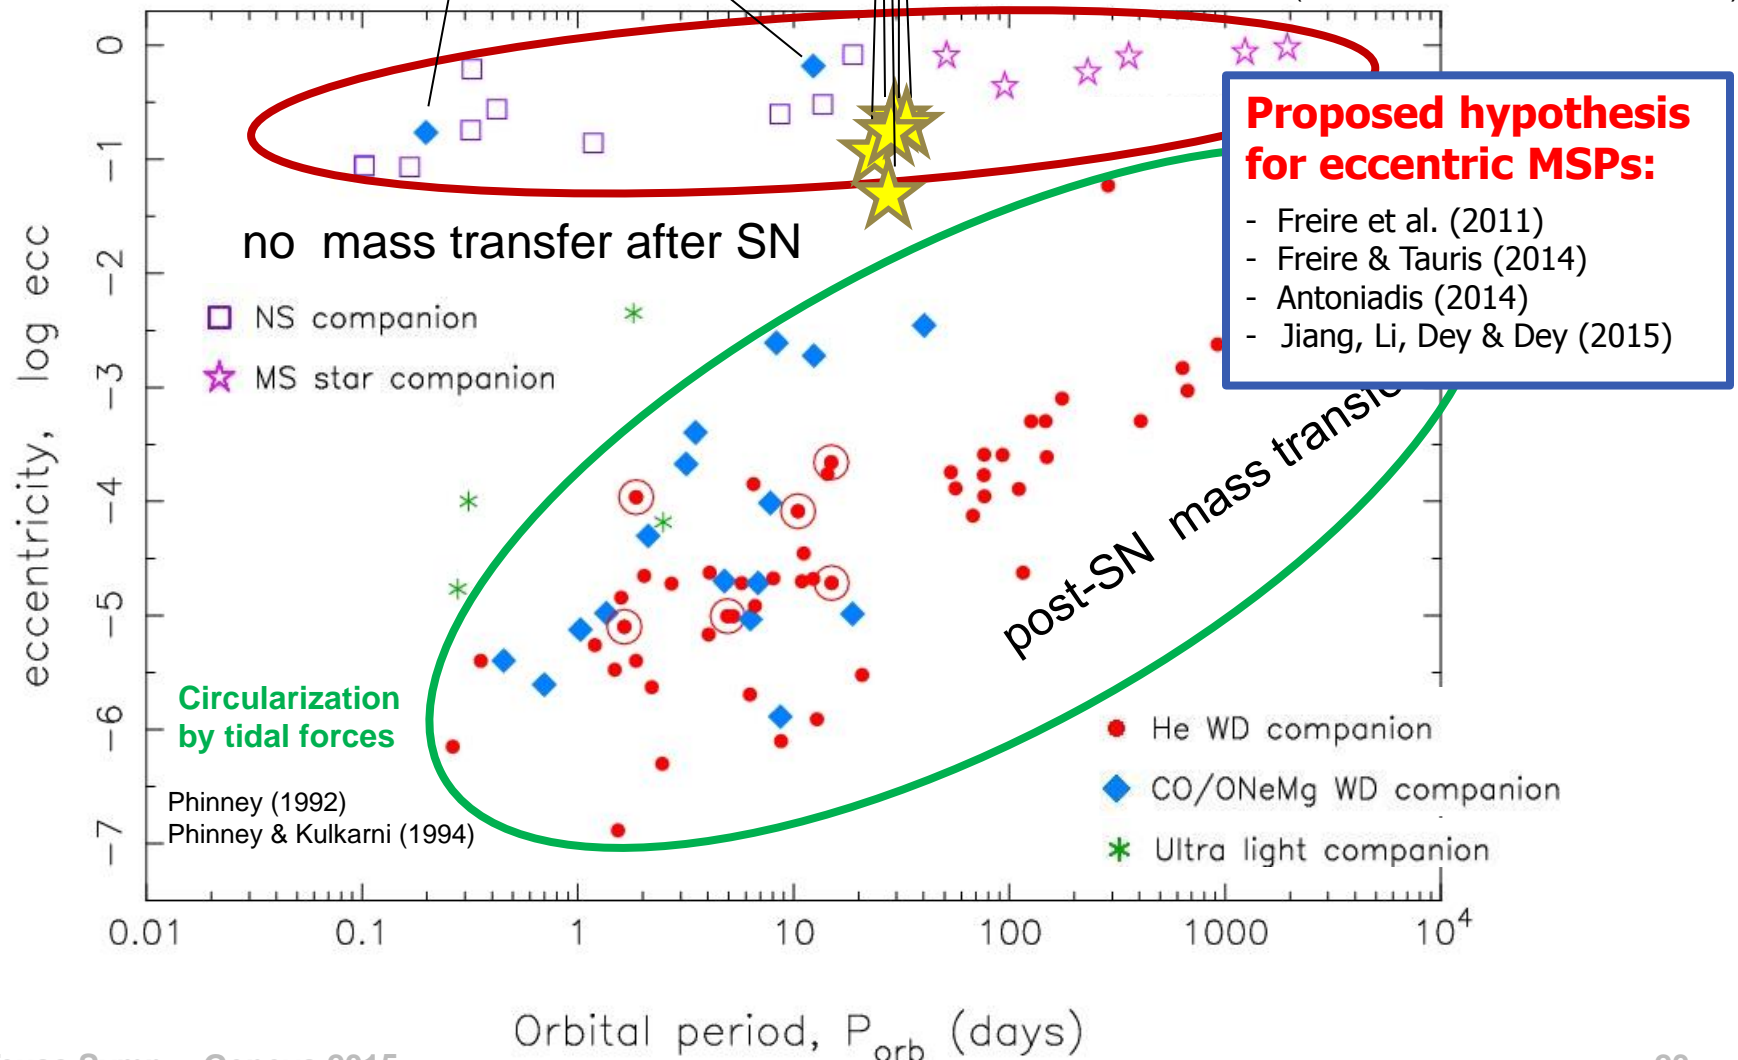 Proposed hypothesis
for eccentric MSPs:
- Freire et al. (2011)
- Freire & Tauris (2014)
- Antoniadis (2014)
- Jiang, Li, Dey & Dey (2015)
no mass transfer after SN
NS companion
MS star companion
post-SN mass transfer
Circularization
by tidal forces
Phinney (1992)
Phinney & Kulkarni (1994)
He WD companion
CO/ONeMg WD companion
Ultra light companion
eccentricity, log ecc
0
−1
−2
−3
−4
−5
−6
−7
0.01 0.1 1 10 100 1000 10⁴
Orbital period, P_orb (days)